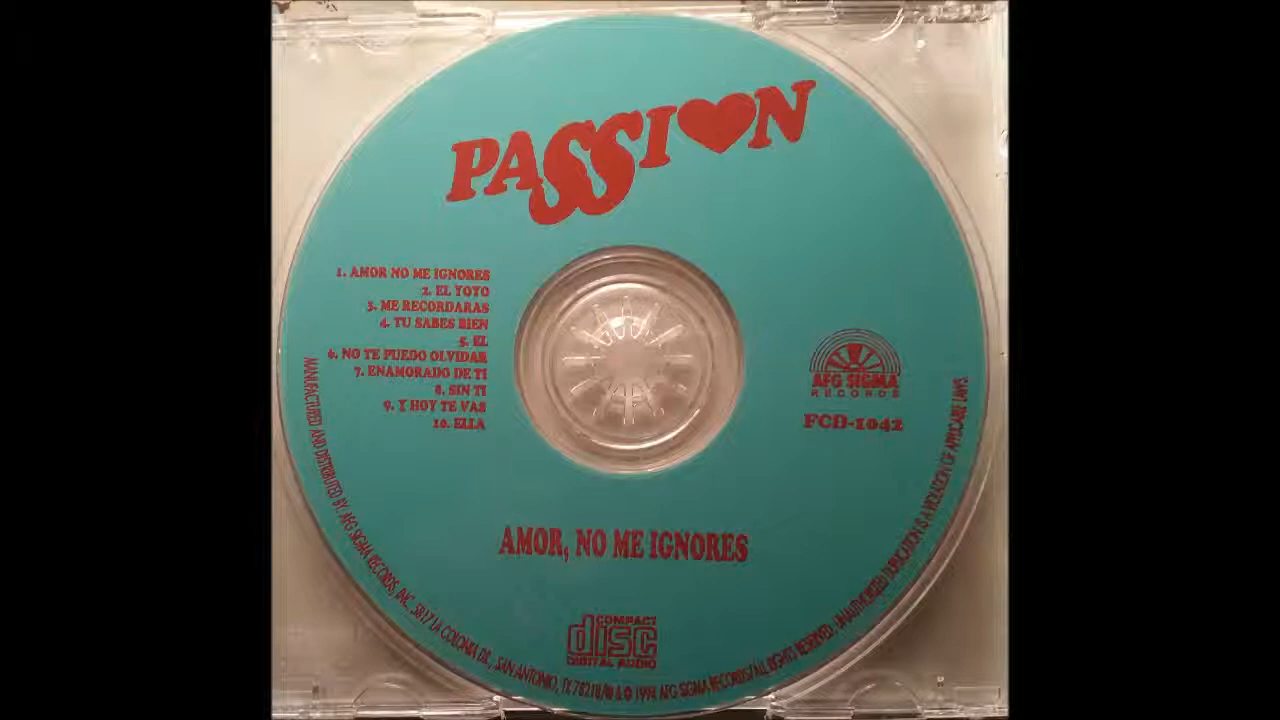 PASSION
1. AMOR NO ME IGNORES
2. EL YOYO
3. ME RECORDARAS
4. TU SABES BIEN
5. EL
6. NO TE PUEDO OLVIDAR
7. ENAMORADO DE TI
8. SIN TI
9. Y HOY TE VAS
10. ELLA
AFG SIGMA
RECORDS
FCD-1042
AMOR, NO ME IGNORES
COMPACT
disc
DIGITAL AUDIO
MANUFACTURED AND DISTRIBUTED BY: AFG SIGMA RECORDS, INC. 5817 LA COLONIA DR., SAN ANTONIO, TX 78218/℗ & © 1994 AFG SIGMA RECORDS/ALL RIGHTS RESERVED. UNAUTHORIZED DUPLICATION IS A VIOLATION OF APPLICABLE LAWS.